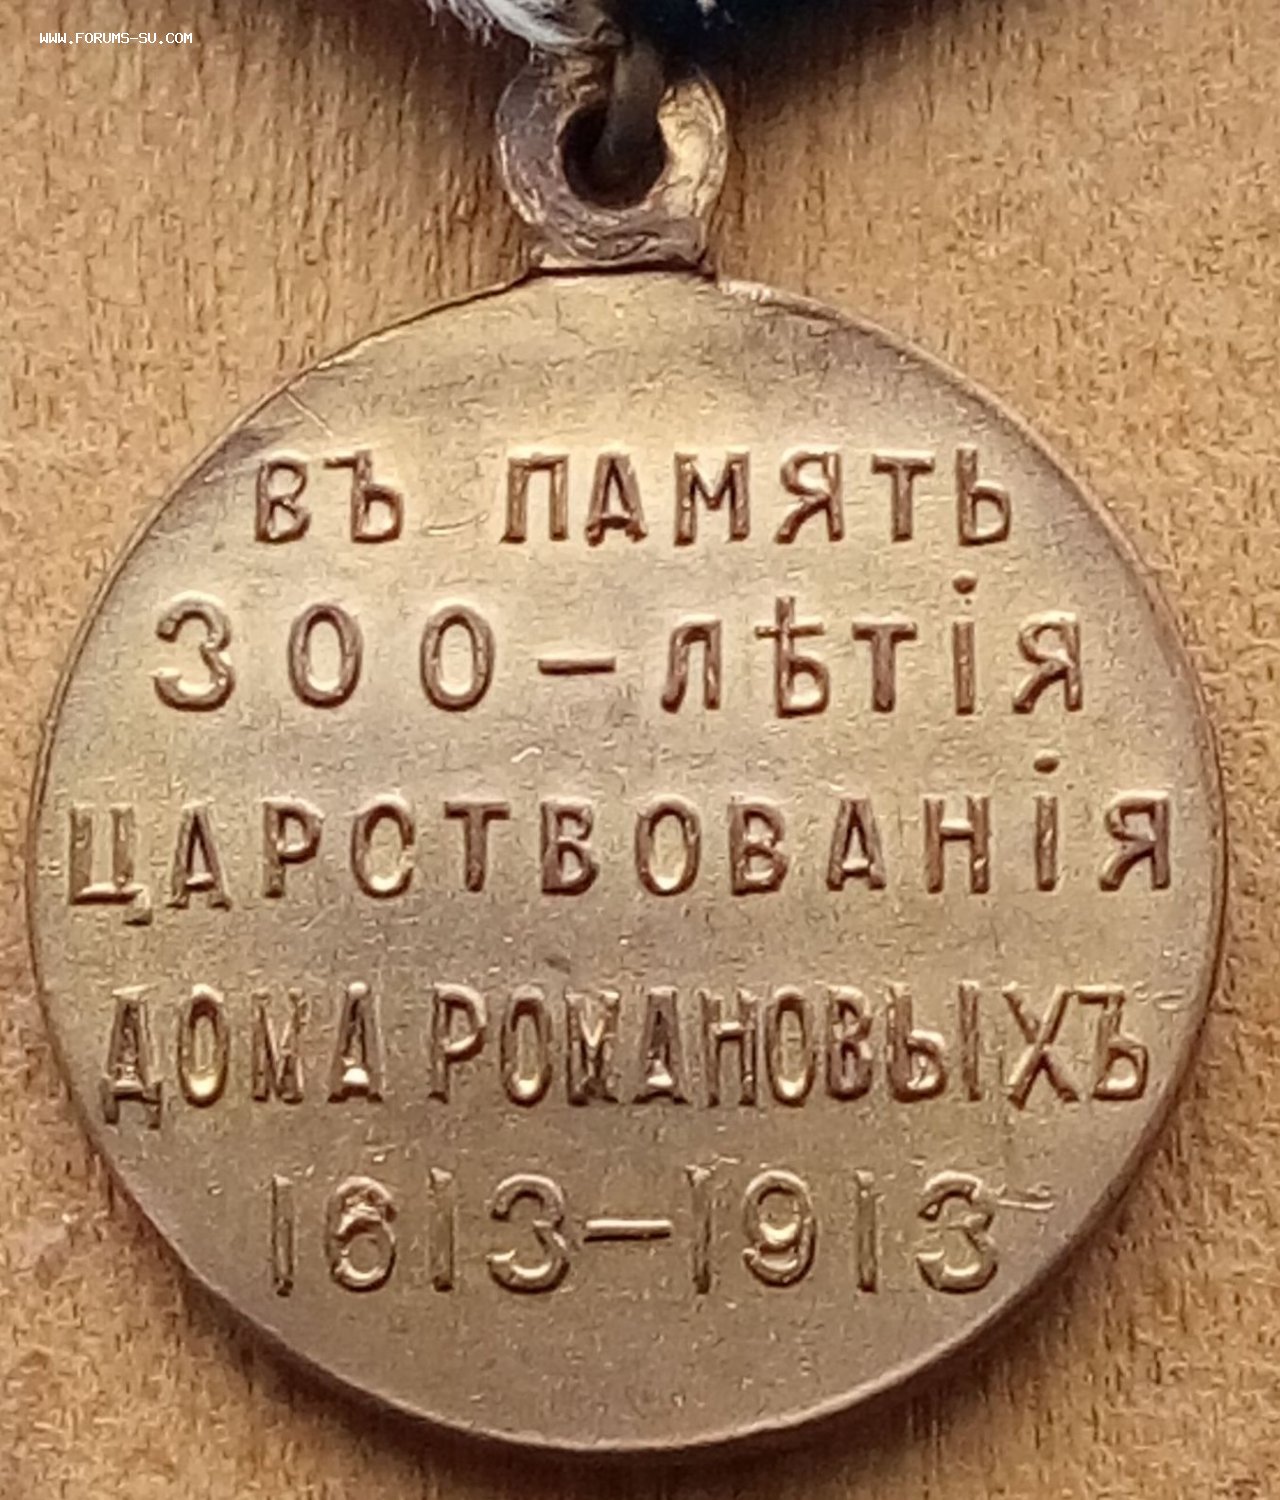 WWW.FORUMS-SU.COM
ВЪ ПАМЯТЬ
300-ЛѢТІЯ
ЦАРСТВОВАНІЯ
ДОМА РОМАНОВЫХЪ
1613-1913